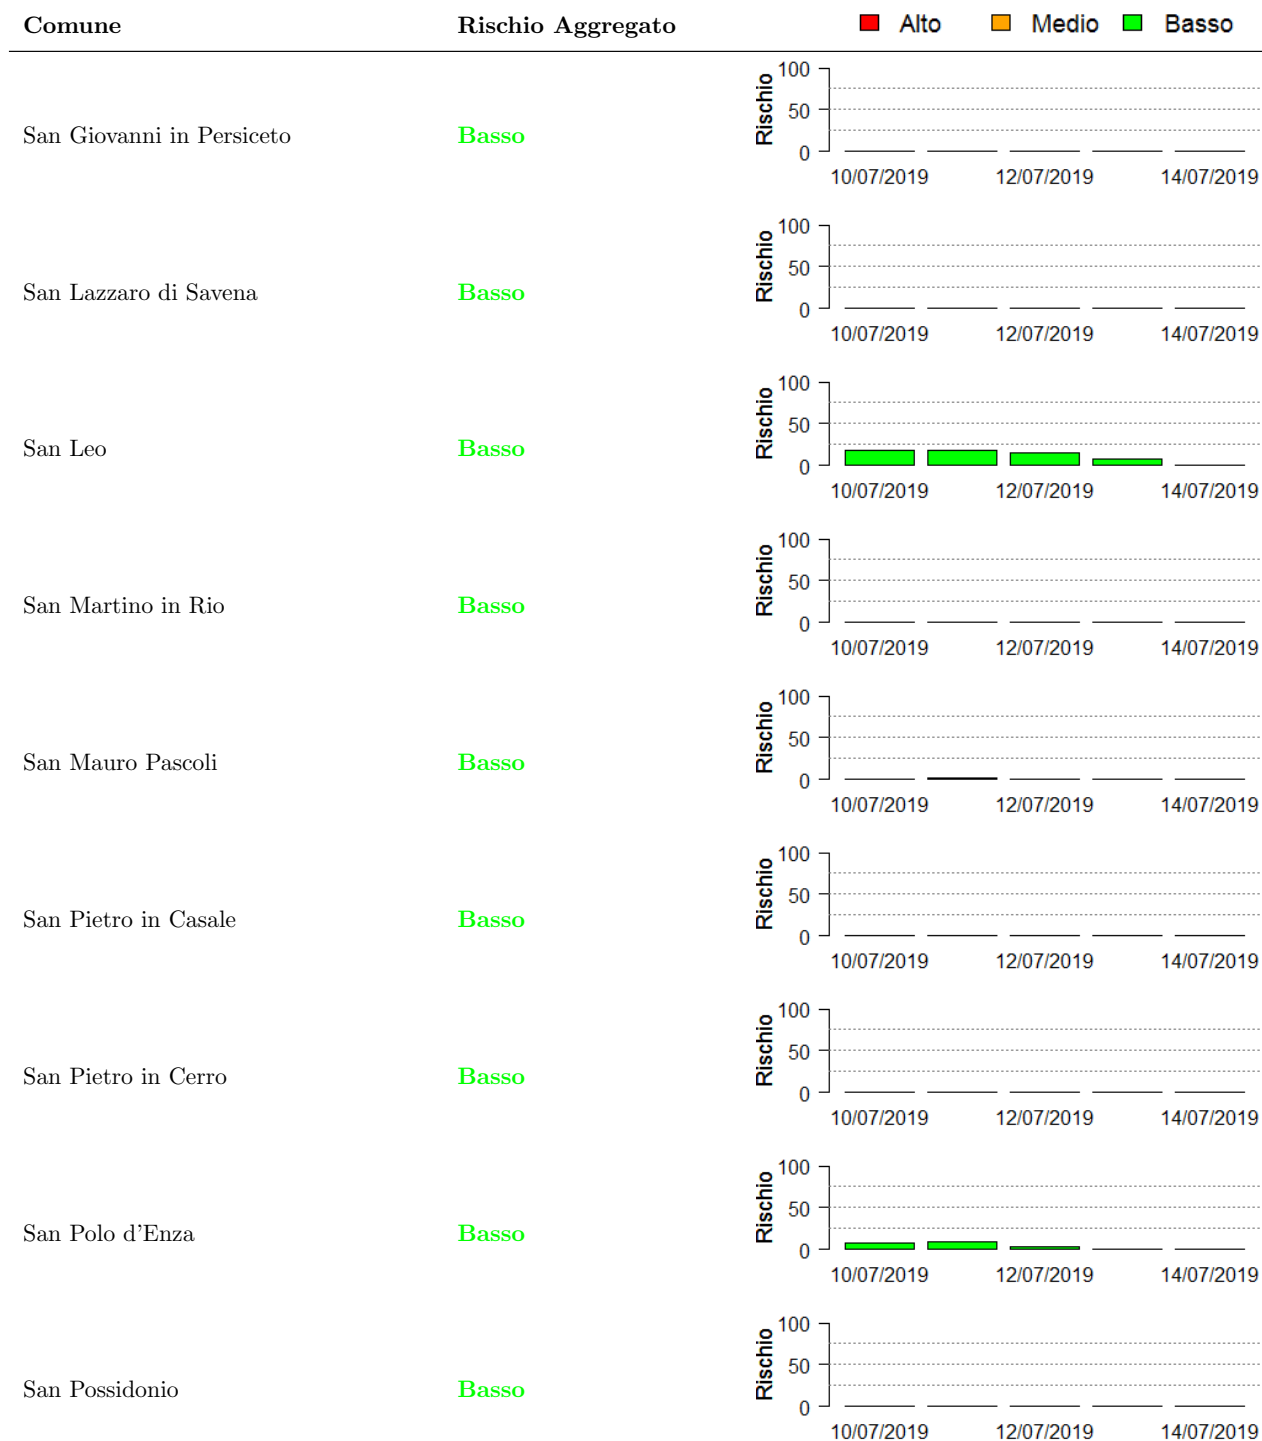 Comune Rischio Aggregato Alto Medio Basso
100
50
0
Rischio
San Giovanni in Persiceto Basso
10/07/2019 12/07/2019 14/07/2019
100
50
0
Rischio
San Lazzaro di Savena Basso
10/07/2019 12/07/2019 14/07/2019
100
50
0
Rischio
San Leo Basso
10/07/2019 12/07/2019 14/07/2019
100
50
0
Rischio
San Martino in Rio Basso
10/07/2019 12/07/2019 14/07/2019
100
50
0
Rischio
San Mauro Pascoli Basso
10/07/2019 12/07/2019 14/07/2019
100
50
0
Rischio
San Pietro in Casale Basso
10/07/2019 12/07/2019 14/07/2019
100
50
0
Rischio
San Pietro in Cerro Basso
10/07/2019 12/07/2019 14/07/2019
100
50
0
Rischio
San Polo d'Enza Basso
10/07/2019 12/07/2019 14/07/2019
100
50
0
Rischio
San Possidonio Basso
10/07/2019 12/07/2019 14/07/2019